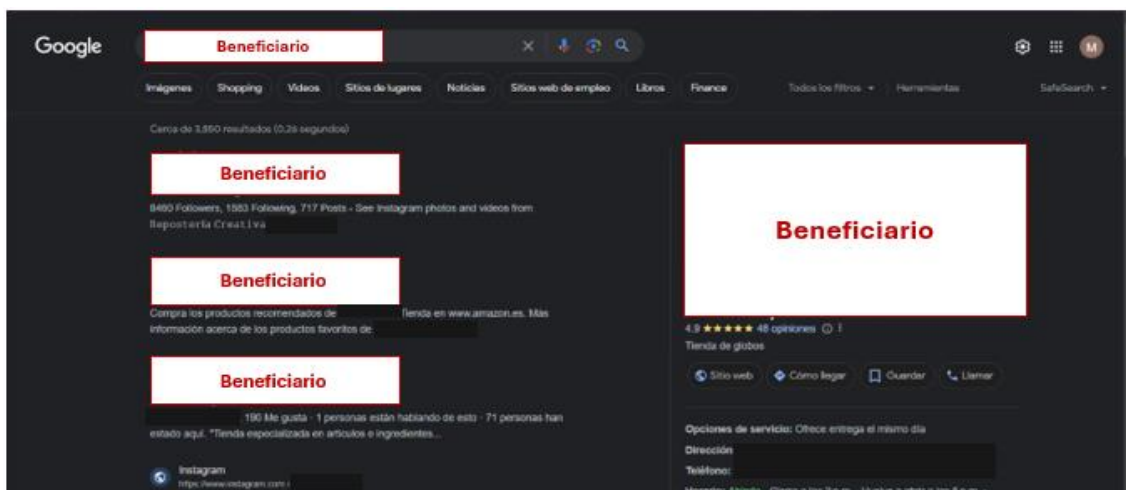 Google
Beneficiario
M
Imágenes Shopping Videos Sitios de lugares Noticias Sitios web de empleo Libros Finance Todos los filtros Herramientas SafeSearch
Cerca de 3,850 resultados (0.26 segundos)
Beneficiario
8460 Followers, 1583 Following, 717 Posts - See Instagram photos and videos from
Repostería Creativa
Beneficiario
Compra los productos recomendados de Tienda en www.amazon.es. Más
información acerca de los productos favoritos de
Beneficiario
190 Me gusta · 1 personas están hablando de esto · 71 personas han
estado aquí. "Tienda especializada en artículos e ingredientes...
Instagram
https://www.instagram.com
Beneficiario
4.9 ★★★★★ 48 opiniones
Tienda de globos
Sitio web Cómo llegar Guardar Llamar
Opciones de servicio: Ofrece entrega el mismo día
Dirección
Teléfono: